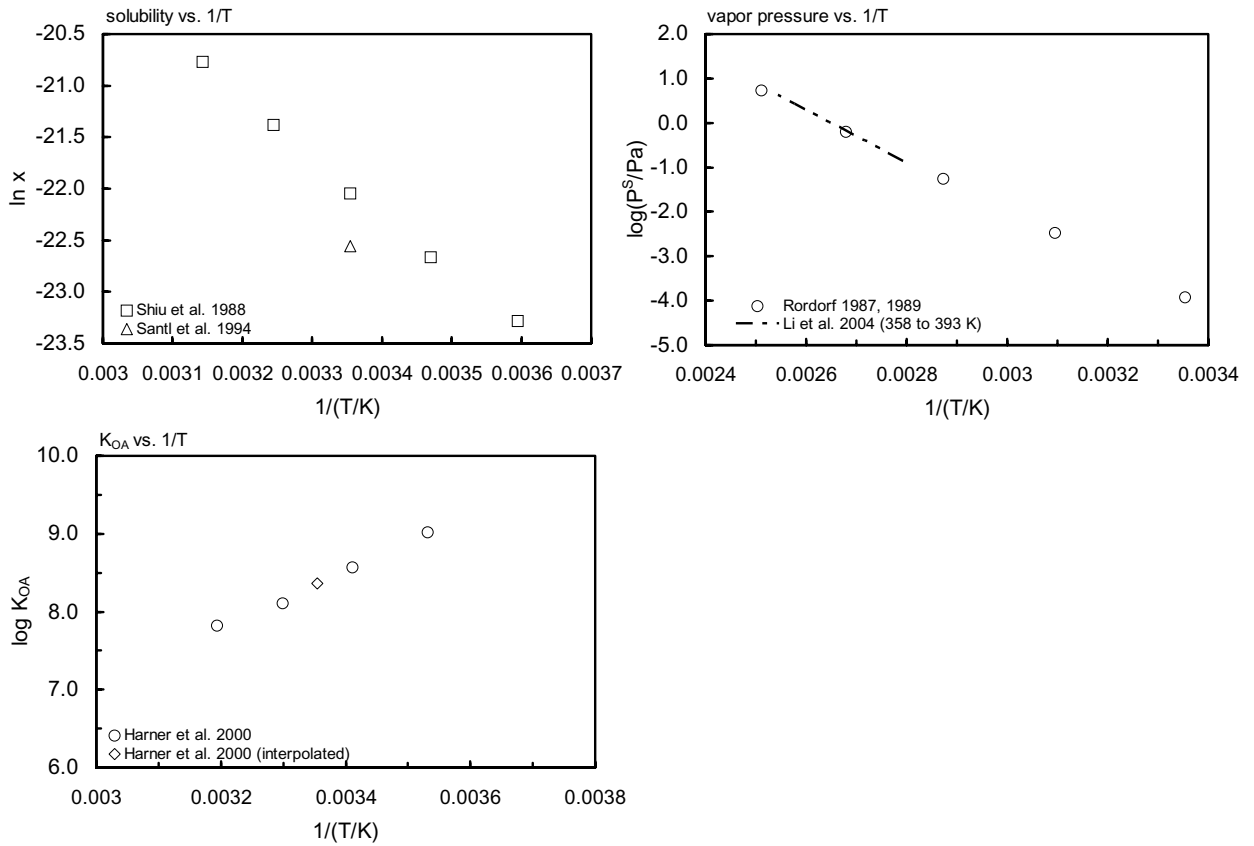 solubility vs. 1/T
-20.5
-21.0
-21.5
-22.0
-22.5
-23.0
-23.5
ln x
Shiu et al. 1988
Santl et al. 1994
0.003 0.0031 0.0032 0.0033 0.0034 0.0035 0.0036 0.0037
1/(T/K)
vapor pressure vs. 1/T
2.0
1.0
0.0
-1.0
-2.0
-3.0
-4.0
-5.0
log(P^S/Pa)
Rordorf 1987, 1989
Li et al. 2004 (358 to 393 K)
0.0024 0.0026 0.0028 0.003 0.0032 0.0034
1/(T/K)
K_OA vs. 1/T
10.0
9.0
8.0
7.0
6.0
log K_OA
Harner et al. 2000
Harner et al. 2000 (interpolated)
0.003 0.0032 0.0034 0.0036 0.0038
1/(T/K)